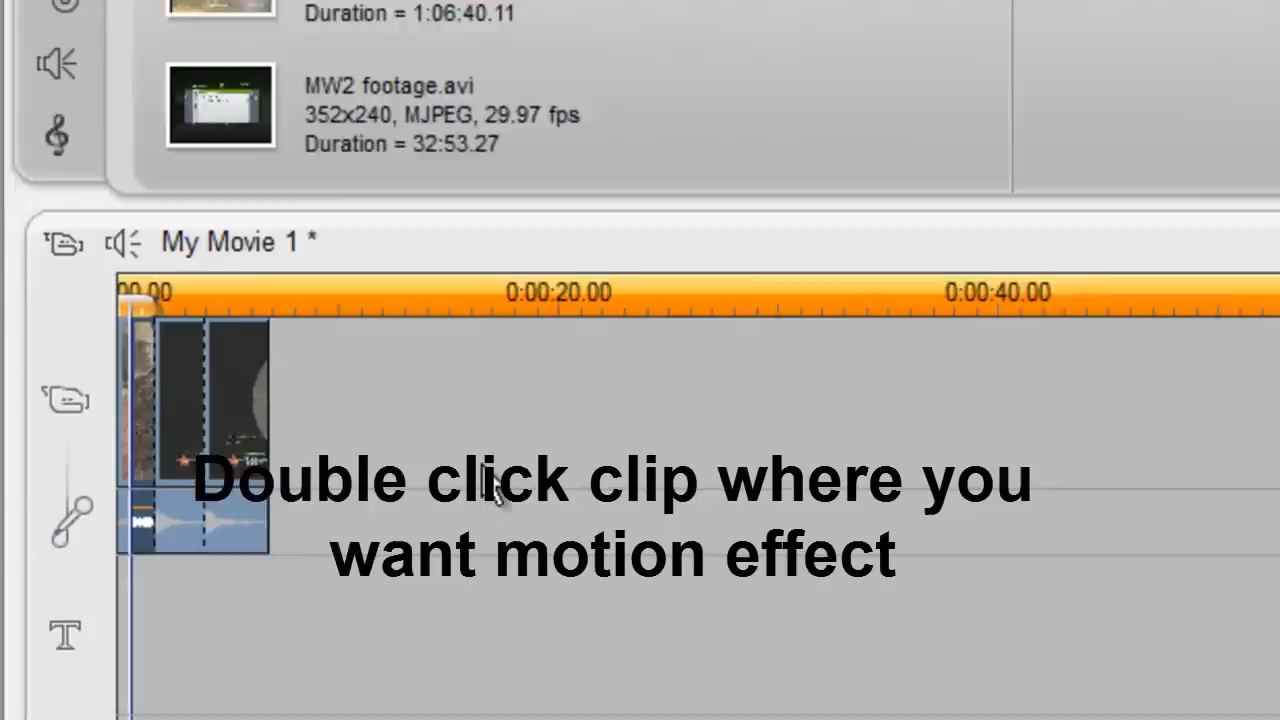 Duration = 1:06:40.11
MW2 footage.avi
352x240, MJPEG, 29.97 fps
Duration = 32:53.27
My Movie 1 *
00.00 0:00:20.00 0:00:40.00
Double click clip where you
want motion effect